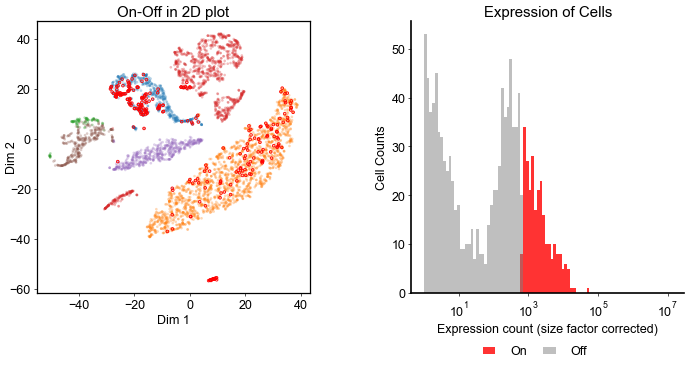 On-Off in 2D plot
40
20
0
−20
−40
−60
Dim 2
−40
−20
0
20
40
Dim 1
Expression of Cells
50
40
30
20
10
0
Cell Counts
10^1
10^3
10^5
10^7
Expression count (size factor corrected)
On
Off